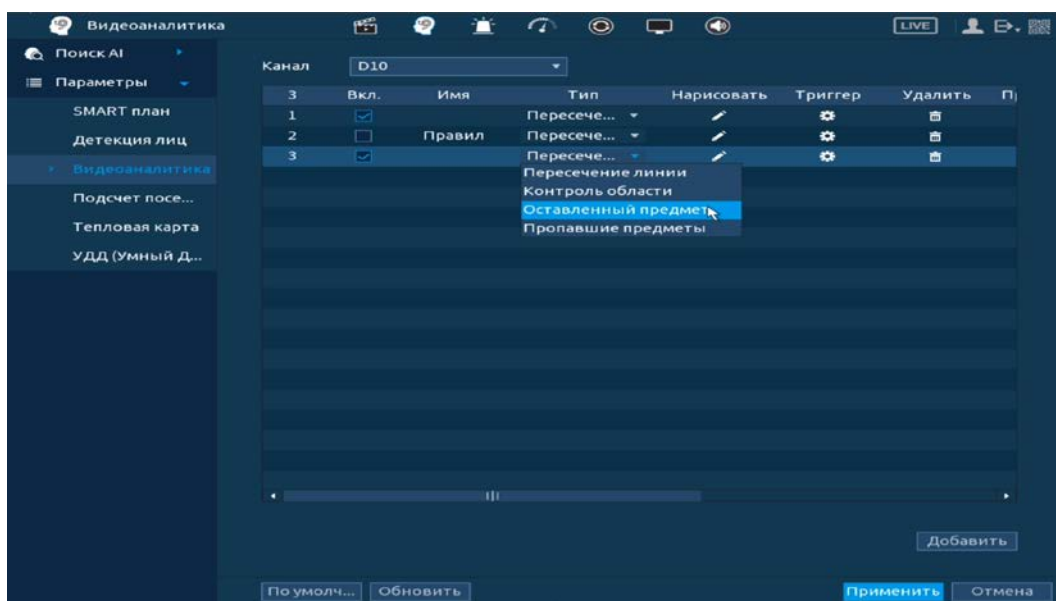 Видеоаналитика LIVE
Поиск AI
Параметры
SMART план
Детекция лиц
Видеоаналитика
Подсчет посе...
Тепловая карта
УДД (Умный Д...
Канал D10
3 Вкл. Имя Тип Нарисовать Триггер Удалить П
1 Пересече...
2 Правил Пересече...
3 Пересече...
Пересечение линии
Контроль области
Оставленный предмет
Пропавшие предметы
Добавить
По умолч... Обновить Применить Отмена